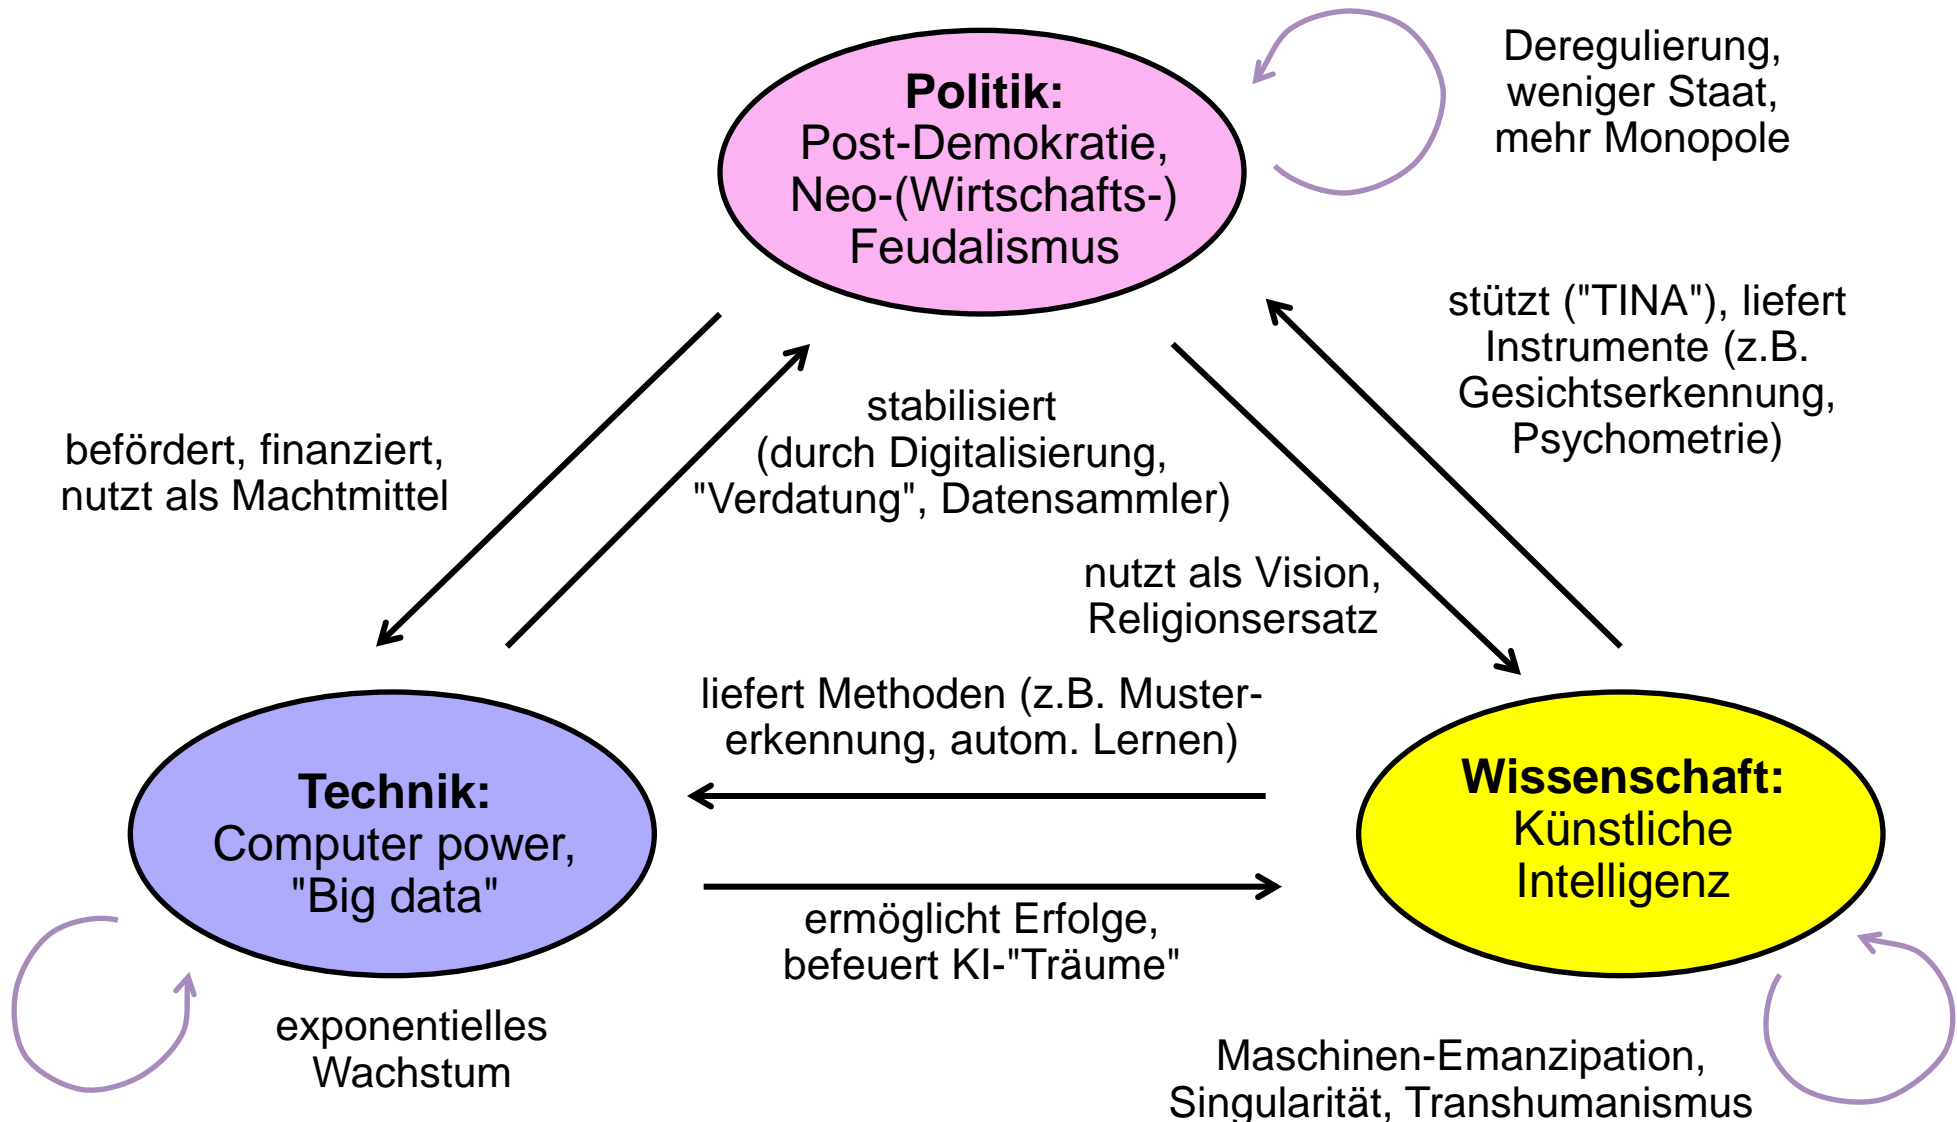 Politik:
Post-Demokratie,
Neo-(Wirtschafts-)
Feudalismus
Deregulierung,
weniger Staat,
mehr Monopole
stützt ("TINA"), liefert
Instrumente (z.B.
Gesichtserkennung,
Psychometrie)
befördert, finanziert,
nutzt als Machtmittel
stabilisiert
(durch Digitalisierung,
"Verdatung", Datensammler)
nutzt als Vision,
Religionsersatz
liefert Methoden (z.B. Muster-
erkennung, autom. Lernen)
Technik:
Computer power,
"Big data"
Wissenschaft:
Künstliche
Intelligenz
ermöglicht Erfolge,
befeuert KI-"Träume"
exponentielles
Wachstum
Maschinen-Emanzipation,
Singularität, Transhumanismus